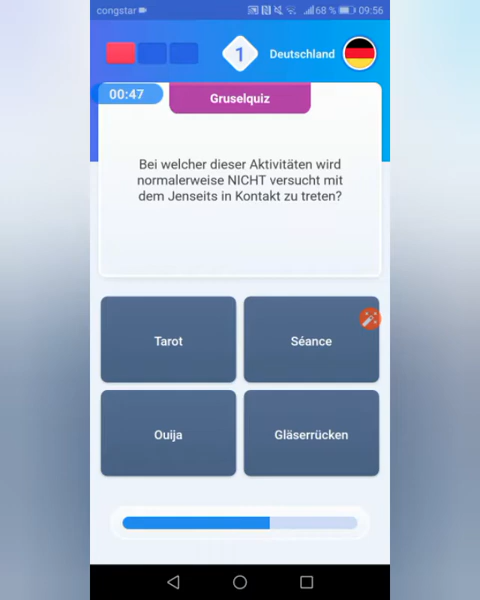 congstar 68 % 09:56
1 Deutschland
00:47
Gruselquiz
Bei welcher dieser Aktivitäten wird
normalerweise NICHT versucht mit
dem Jenseits in Kontakt zu treten?
Tarot
Séance
Ouija
Gläserrücken